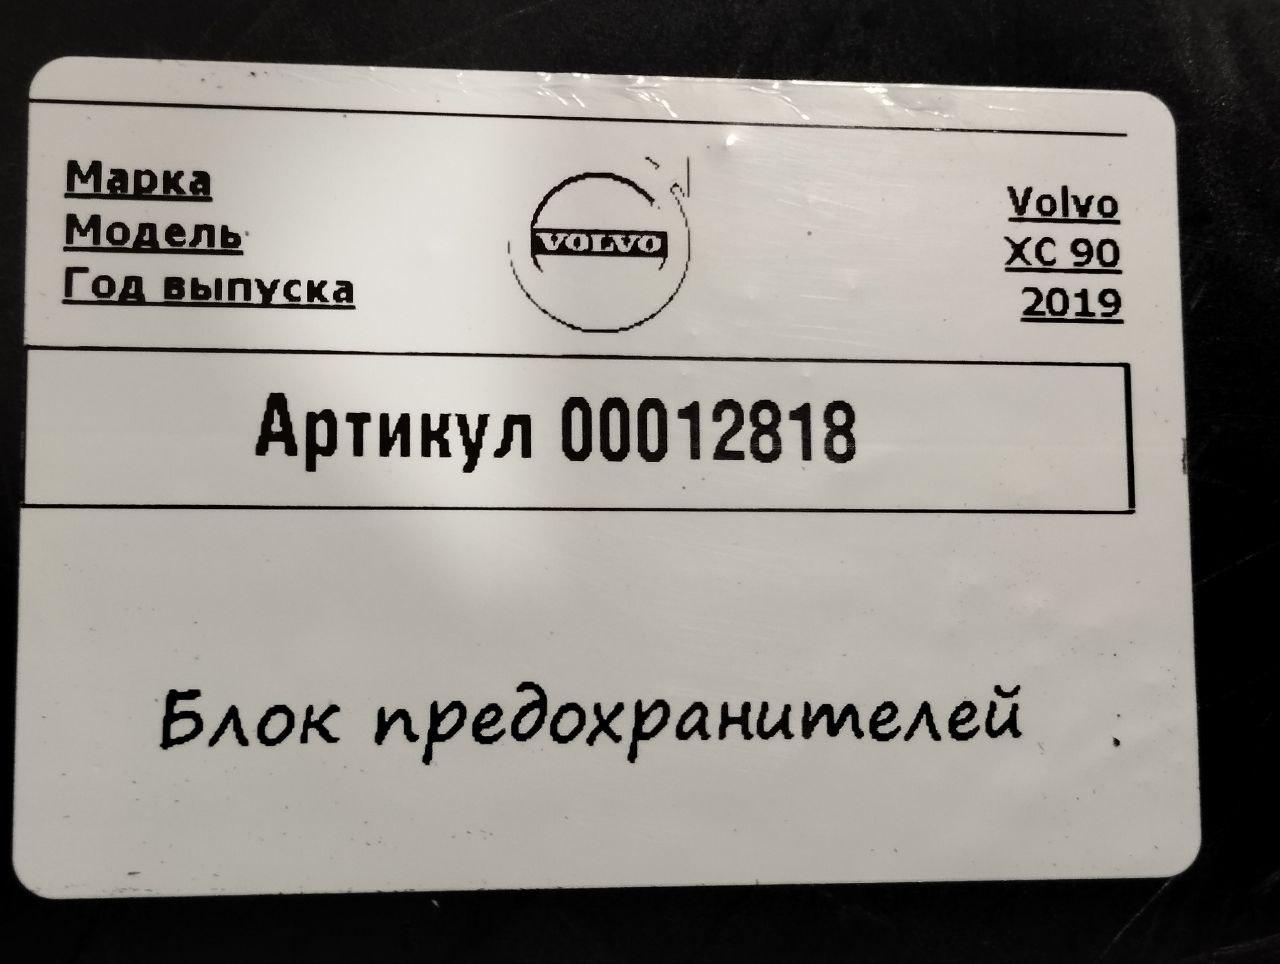 Марка VOLVO Volvo
Модель XC 90
Год выпуска 2019
Артикул 00012818
Блок предохранителей